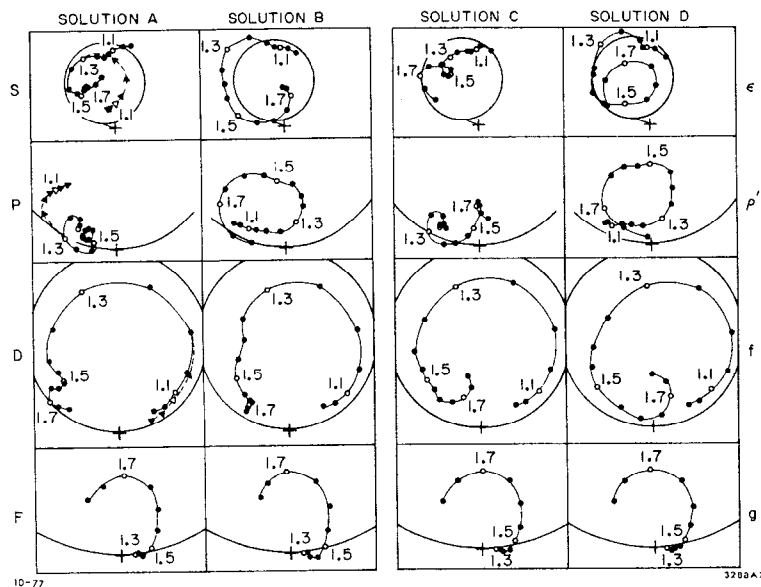 SOLUTION A SOLUTION B SOLUTION C SOLUTION D
S 1.1 1.3 1.5 1.7 1.1 1.3 1.1 1.5 1.3 1.1 1.7 1.5 1.3 1.1 1.7 1.5 ϵ
P 1.1 1.5 1.3 1.5 1.7 1.1 1.3 1.7 1.3 1.5 1.5 1.7 1.1 1.3 ρ'
D 1.3 1.5 1.1 1.7 1.3 1.5 1.1 1.7 1.3 1.5 1.1 1.7 1.3 1.5 1.1 1.7 f
F 1.7 1.3 1.5 1.7 1.3 1.5 1.7 1.5 1.3 1.7 1.5 1.3 g
10-77